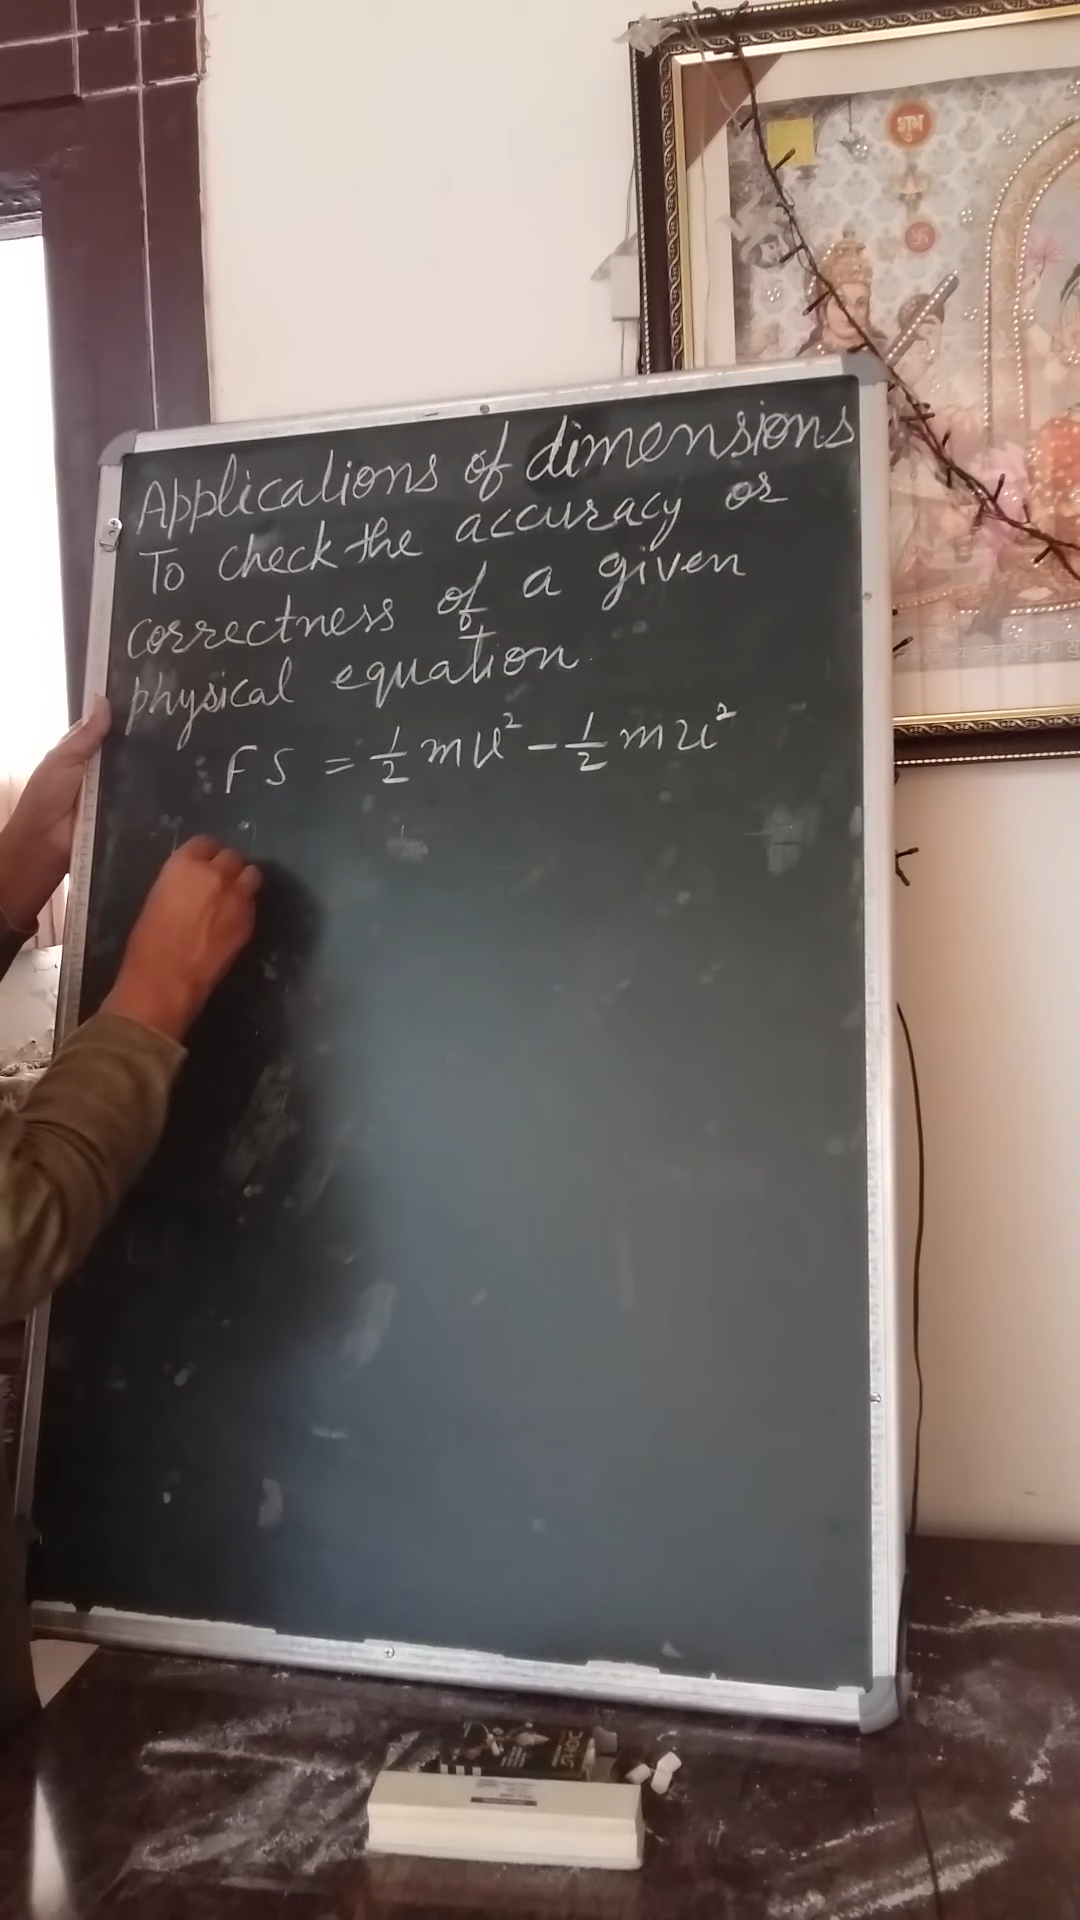 शुभ
Applications of dimensions
To check the accuracy or
correctness of a given
physical equation.
FS = 1/2 mv² - 1/2 mu²